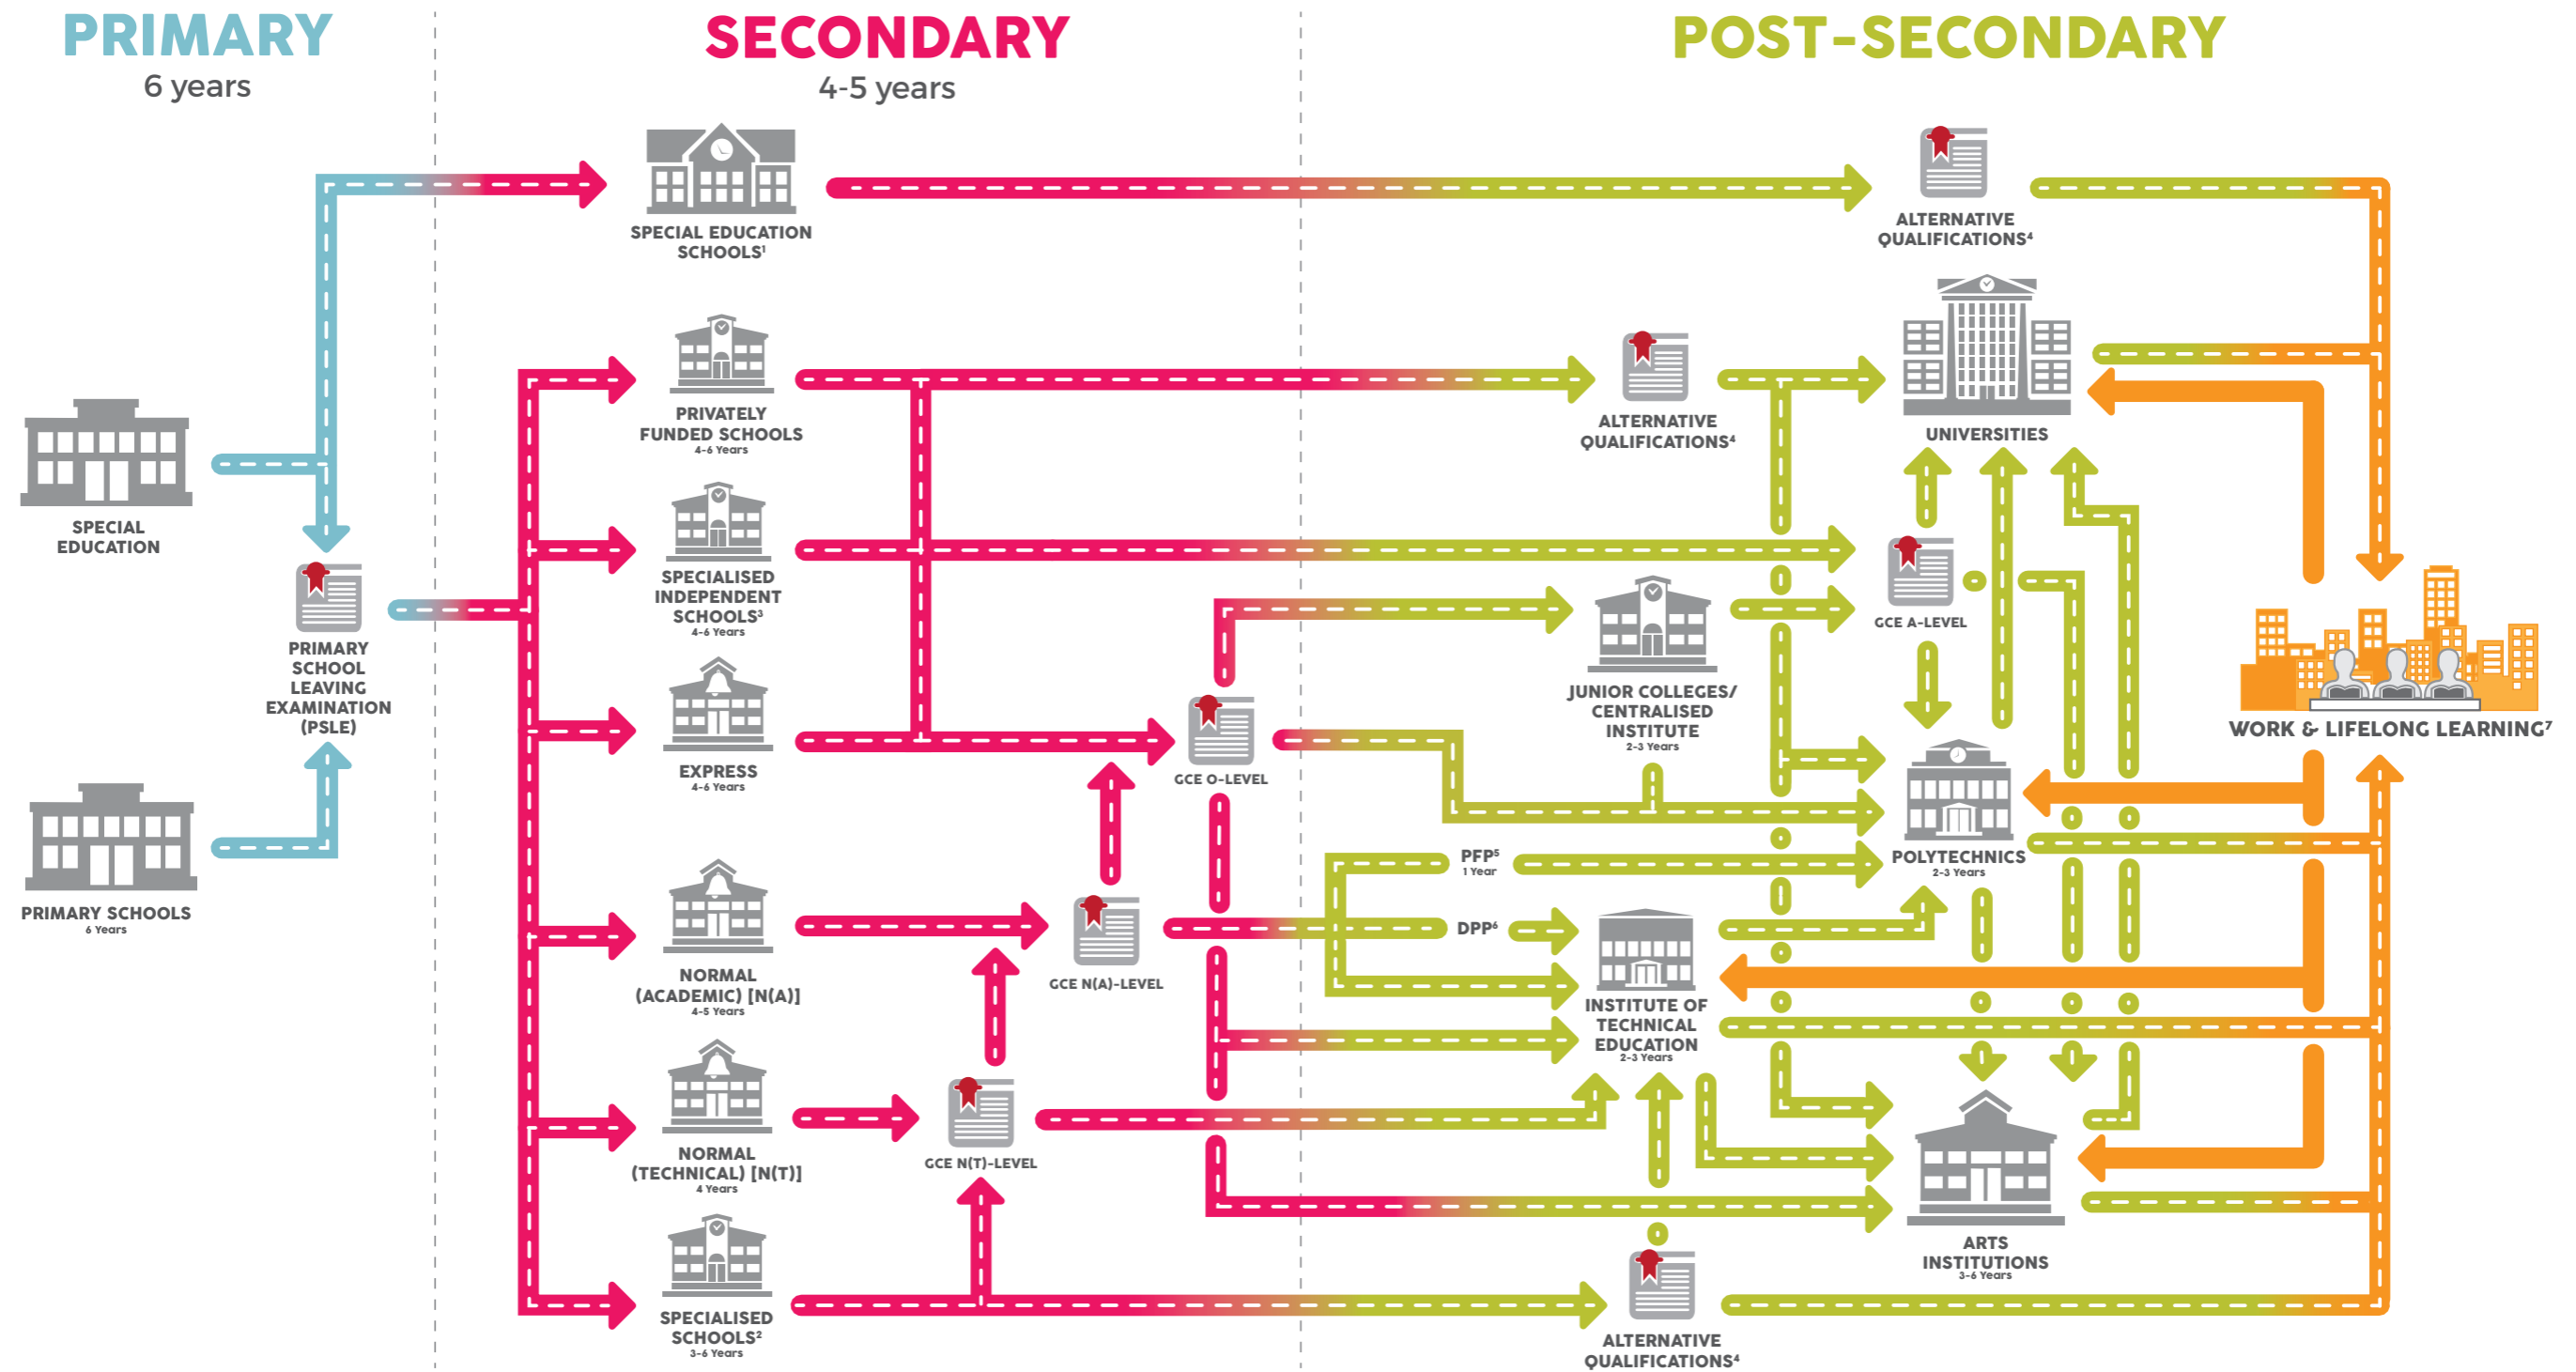 PRIMARY
6 years
SECONDARY
4-5 years
POST-SECONDARY
SPECIAL
EDUCATION
PRIMARY
SCHOOL
LEAVING
EXAMINATION
(PSLE)
PRIMARY SCHOOLS
6 Years
SPECIAL EDUCATION
SCHOOLS¹
PRIVATELY
FUNDED SCHOOLS
4-6 Years
SPECIALISED
INDEPENDENT
SCHOOLS³
4-6 Years
EXPRESS
4-6 Years
NORMAL
(ACADEMIC) [N(A)]
4-5 Years
NORMAL
(TECHNICAL) [N(T)]
4 Years
SPECIALISED
SCHOOLS²
3-6 Years
GCE O-LEVEL
GCE N(A)-LEVEL
GCE N(T)-LEVEL
ALTERNATIVE
QUALIFICATIONS⁴
ALTERNATIVE
QUALIFICATIONS⁴
UNIVERSITIES
GCE A-LEVEL
JUNIOR COLLEGES/
CENTRALISED
INSTITUTE
2-3 Years
WORK & LIFELONG LEARNING⁷
PFP⁵
1 Year
POLYTECHNICS
2-3 Years
DPP⁶
INSTITUTE OF
TECHNICAL
EDUCATION
2-3 Years
ARTS
INSTITUTIONS
3-6 Years
ALTERNATIVE
QUALIFICATIONS⁴